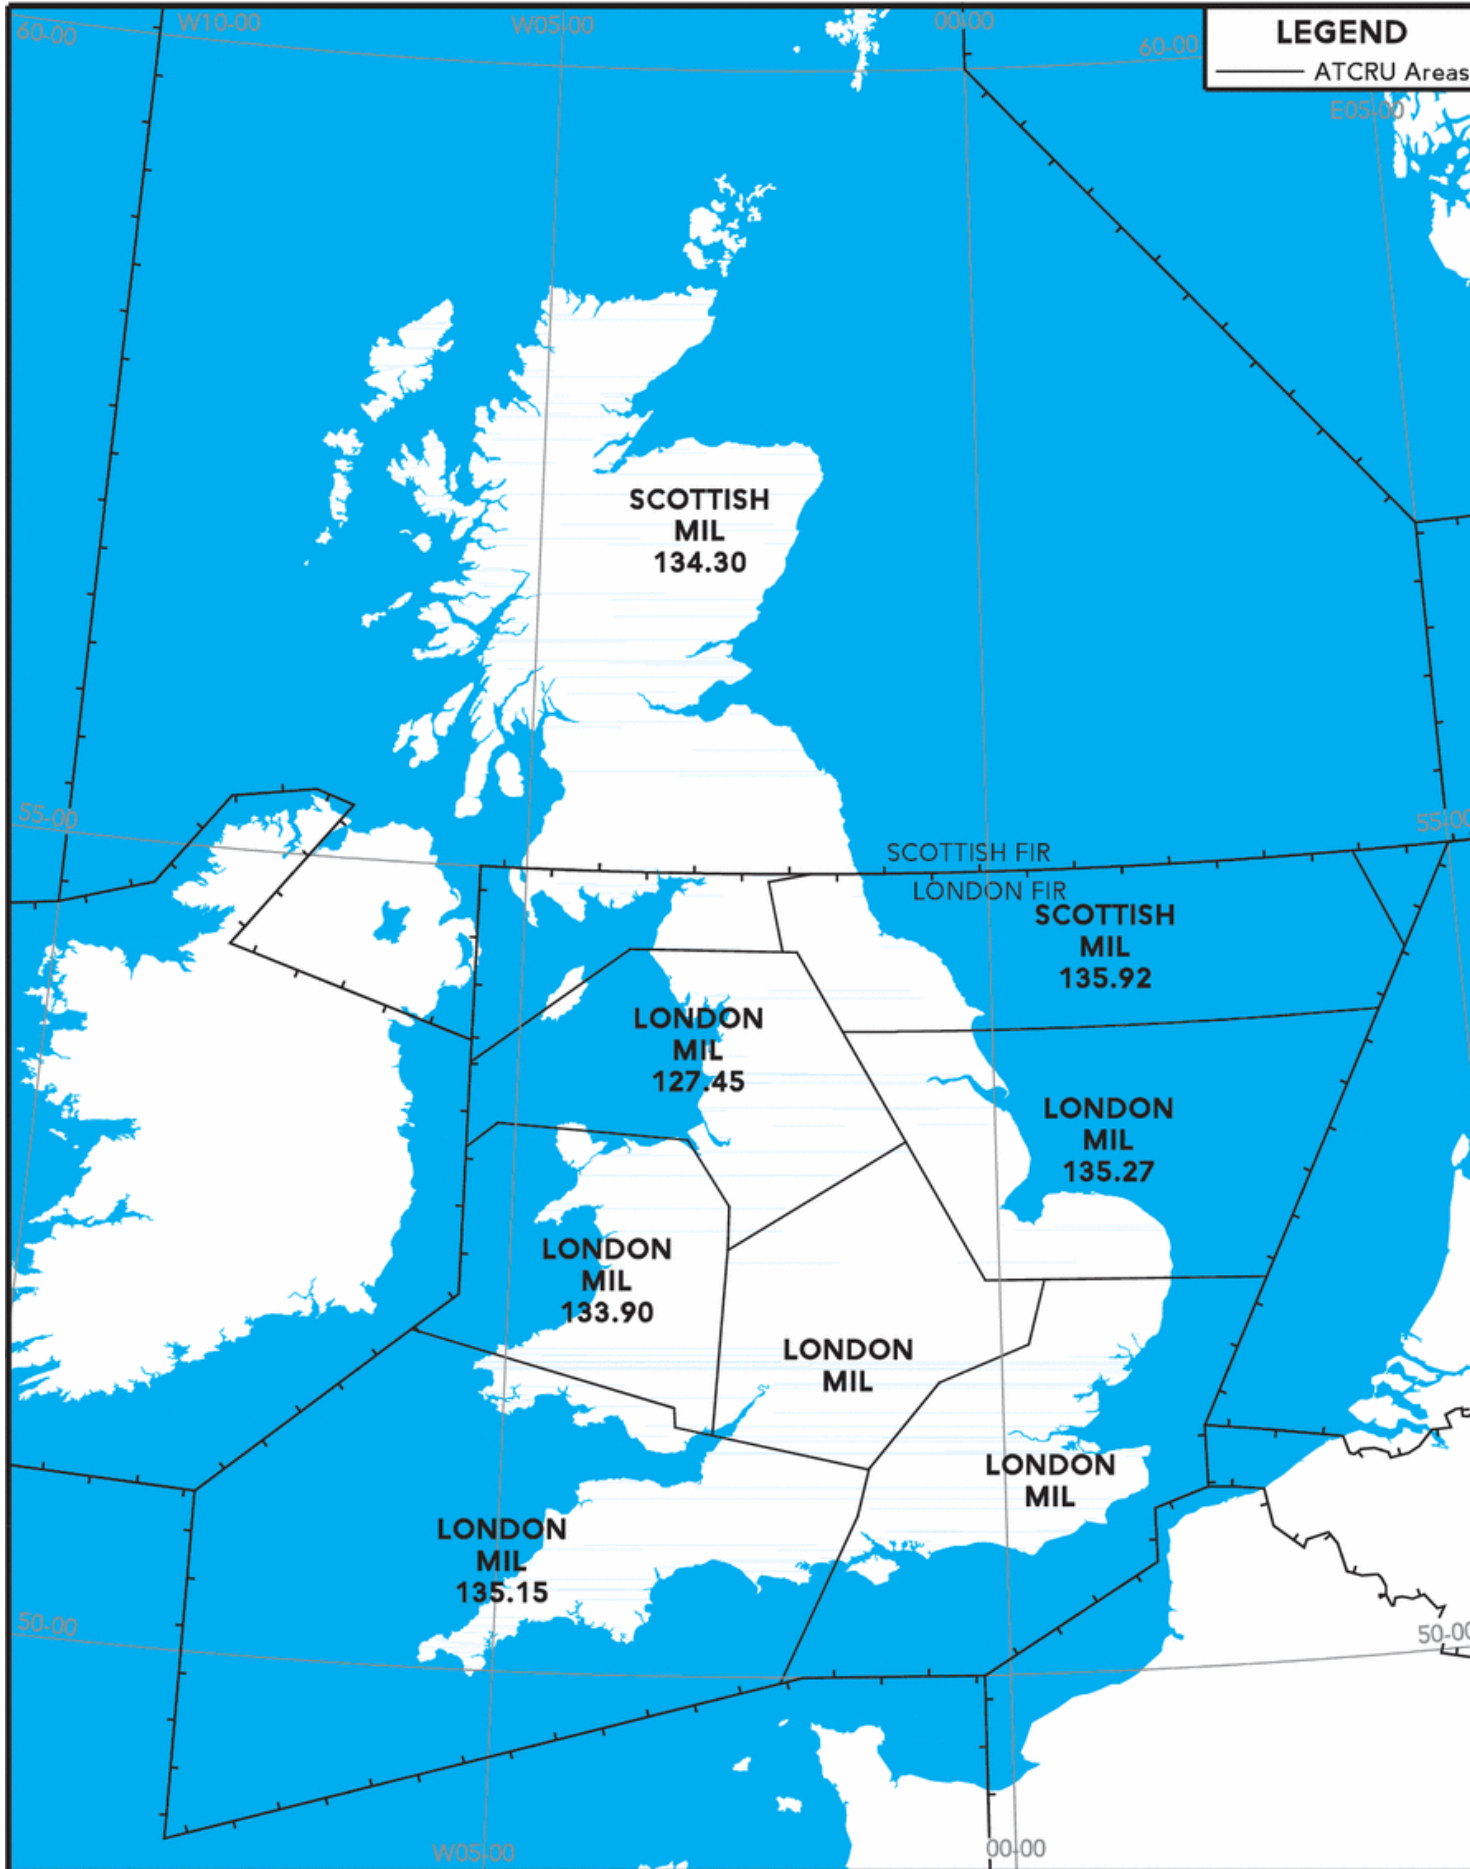 60-00
W10-00
W05-00
00-00
60-00
LEGEND
ATCRU Areas
E05-00
SCOTTISH
MIL
134.30
55-00
55-00
SCOTTISH FIR
LONDON FIR
SCOTTISH
MIL
135.92
LONDON
MIL
127.45
LONDON
MIL
135.27
LONDON
MIL
133.90
LONDON
MIL
LONDON
MIL
LONDON
MIL
135.15
50-00
50-00
W05-00
00-00